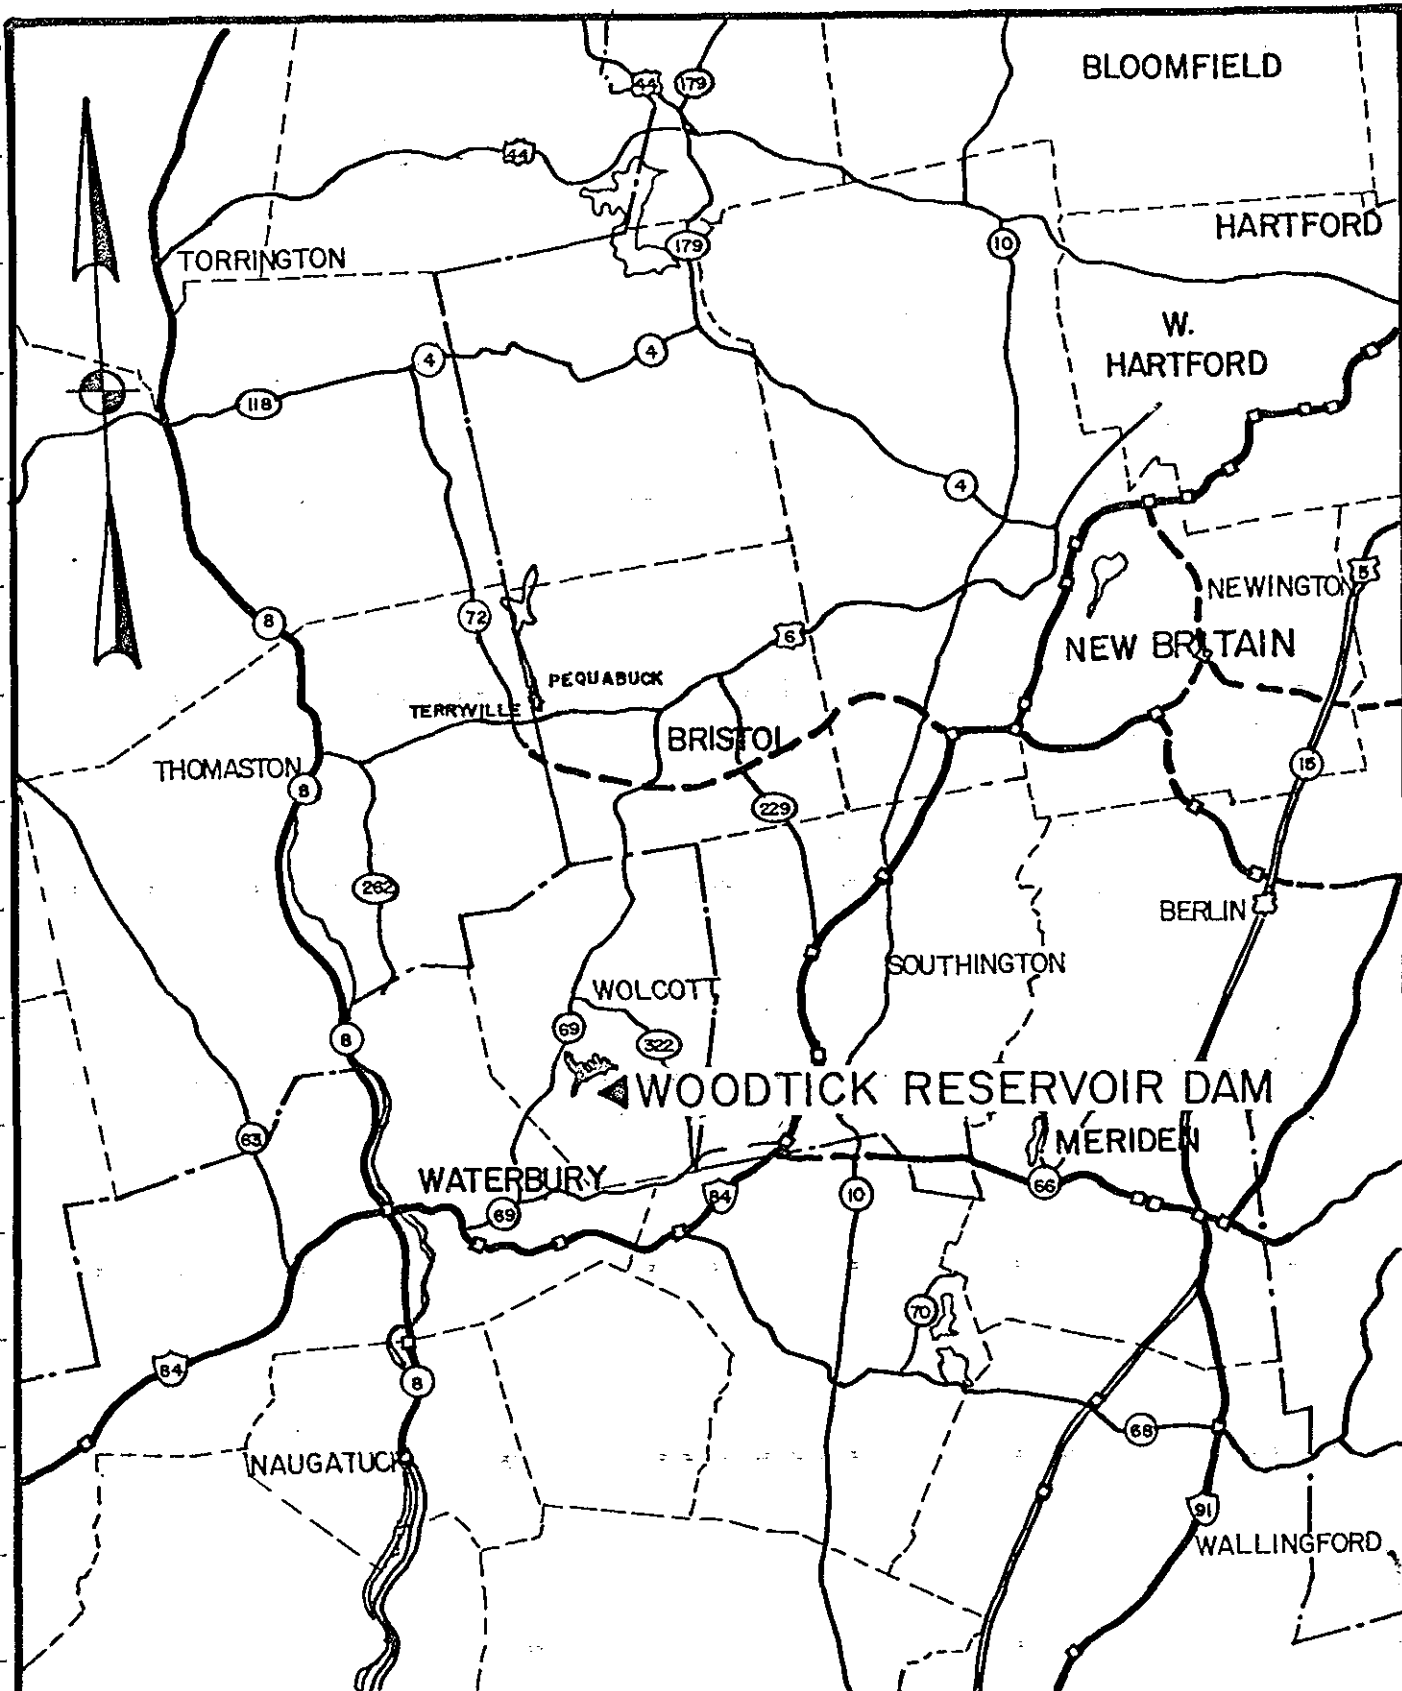 BLOOMFIELD
44
179
44
HARTFORD
179
10
TORRINGTON
W.
HARTFORD
4
4
118
4
5
NEWINGTON
8
72
6
NEW BRITAIN
PEQUABUCK
TERRYVILLE
BRISTOL
THOMASTON
8
15
229
262
BERLIN
SOUTHINGTON
WOLCOTT
69
8
322
WOODTICK RESERVOIR DAM
63
MERIDEN
WATERBURY
84
10
66
69
70
84
8
68
NAUGATUCK
91
WALLINGFORD